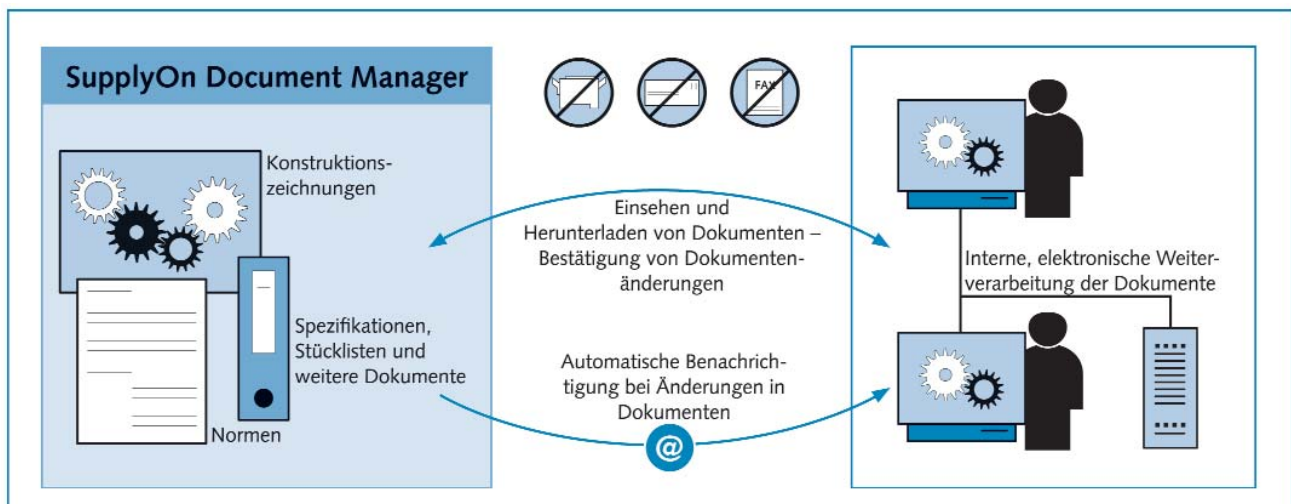 SupplyOn Document Manager
Konstruktions-
zeichnungen
Spezifikationen,
Stücklisten und
weitere Dokumente
Normen
FAX
Einsehen und
Herunterladen von Dokumenten –
Bestätigung von Dokumenten-
änderungen
Automatische Benachrich-
tigung bei Änderungen in
Dokumenten
@
Interne, elektronische Weiter-
verarbeitung der Dokumente